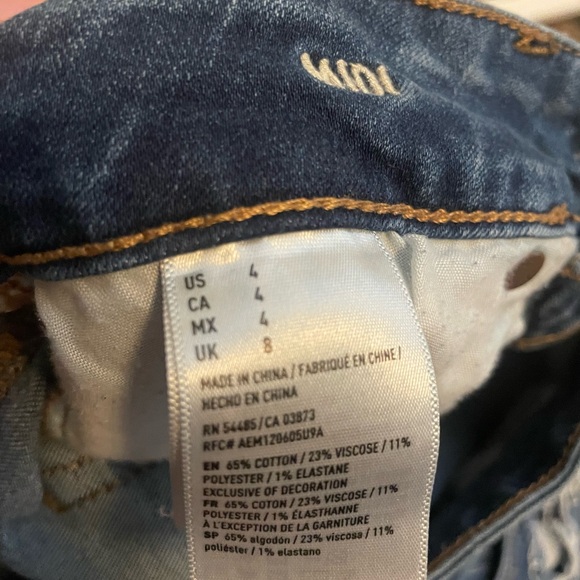 US 4
CA 4
MX 4
UK 8
MADE IN CHINA / FABRIQUÉ EN CHINE /
HECHO EN CHINA
RN 54485/CA 03873
RFC# AEM120605U9A
EN 65% COTTON / 23% VISCOSE / 11%
POLYESTER / 1% ELASTANE
EXCLUSIVE OF DECORATION
FR 65% COTON / 23% VISCOSE / 11%
POLYESTER / 1% ÉLASTHANNE
À L'EXCEPTION DE LA GARNITURE
SP 65% algodón / 23% viscosa / 11%
poliéster / 1% elastano